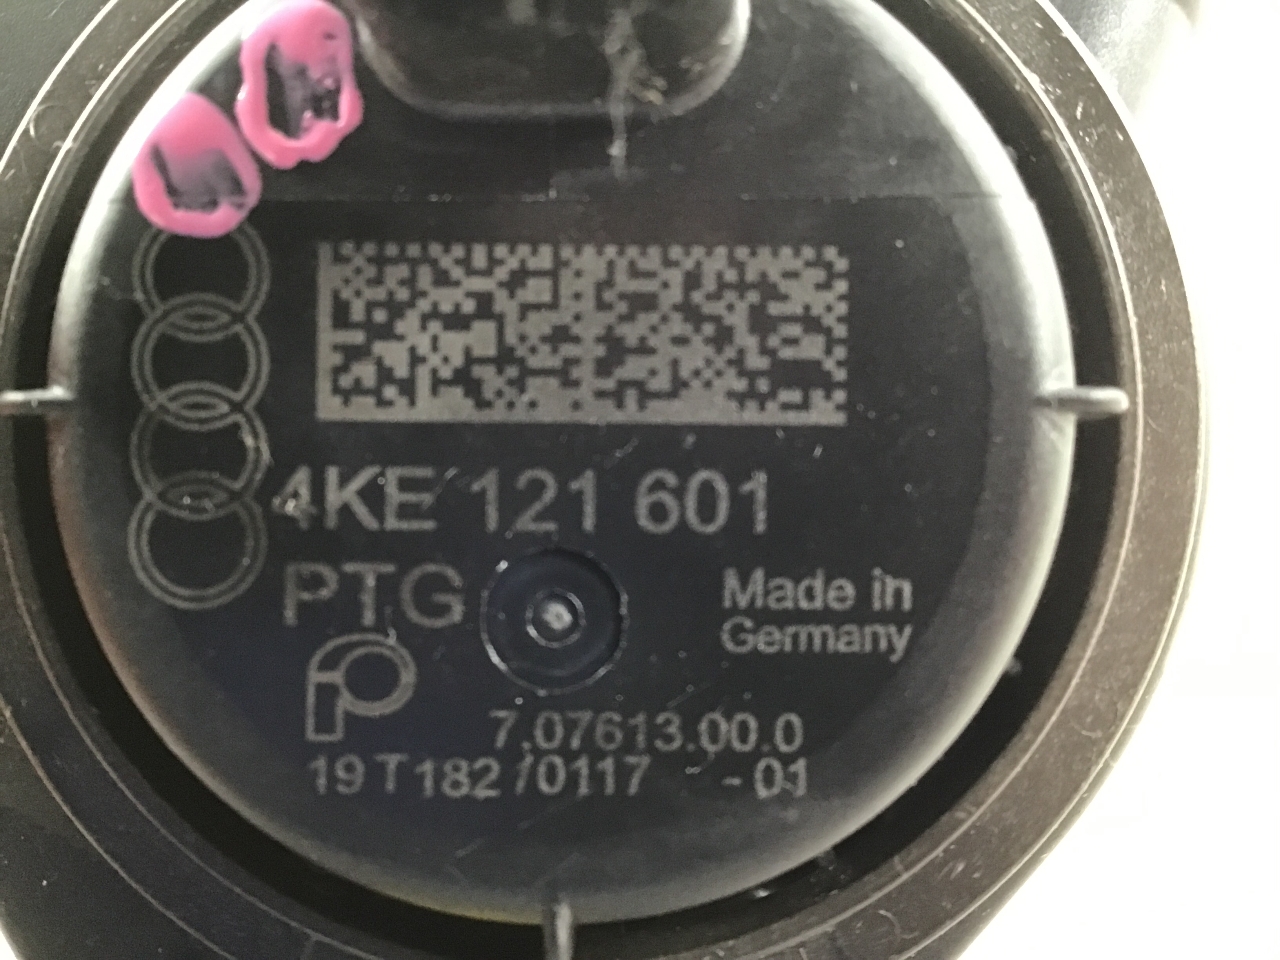 4KE 121 601
PTG
Made in
Germany
7.07613.00.0
19 T 182 /0117 - 01